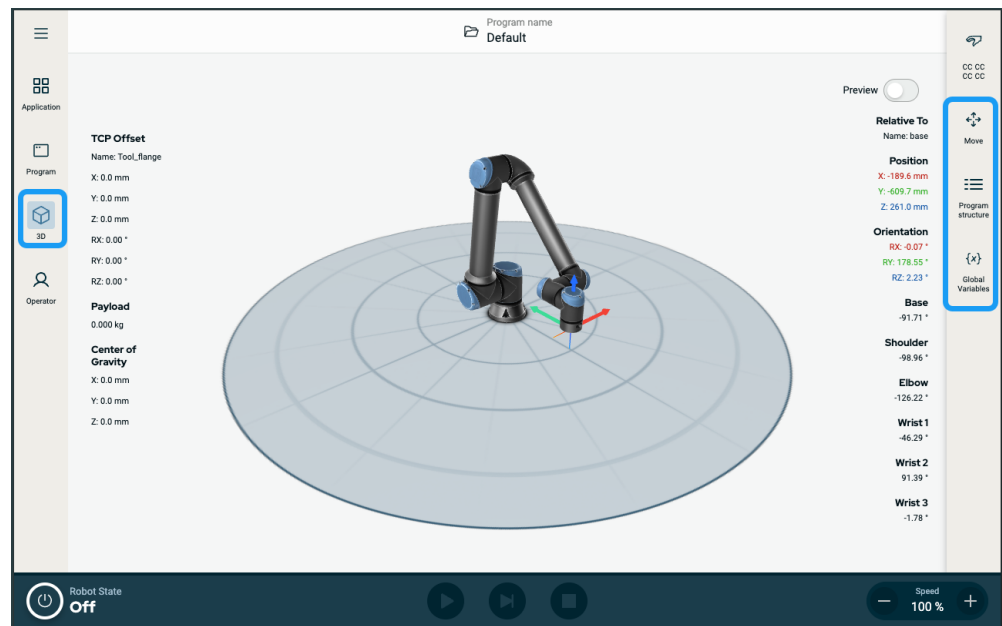 Program name
Default
CC CC
CC CC
Application
Program
3D
Operator
TCP Offset
Name: Tool_flange
X: 0.0 mm
Y: 0.0 mm
Z: 0.0 mm
RX: 0.00 °
RY: 0.00 °
RZ: 0.00 °
Payload
0.000 kg
Center of
Gravity
X: 0.0 mm
Y: 0.0 mm
Z: 0.0 mm
Preview
Relative To
Name: base
Position
X: -189.6 mm
Y: -609.7 mm
Z: 261.0 mm
Orientation
RX: -0.07 °
RY: 178.55 °
RZ: 2.23 °
Base
-91.71 °
Shoulder
-98.96 °
Elbow
-126.22 °
Wrist 1
-46.29 °
Wrist 2
91.39 °
Wrist 3
-1.78 °
Move
Program
structure
{x}
Global
Variables
Robot State
Off
Speed
100 %